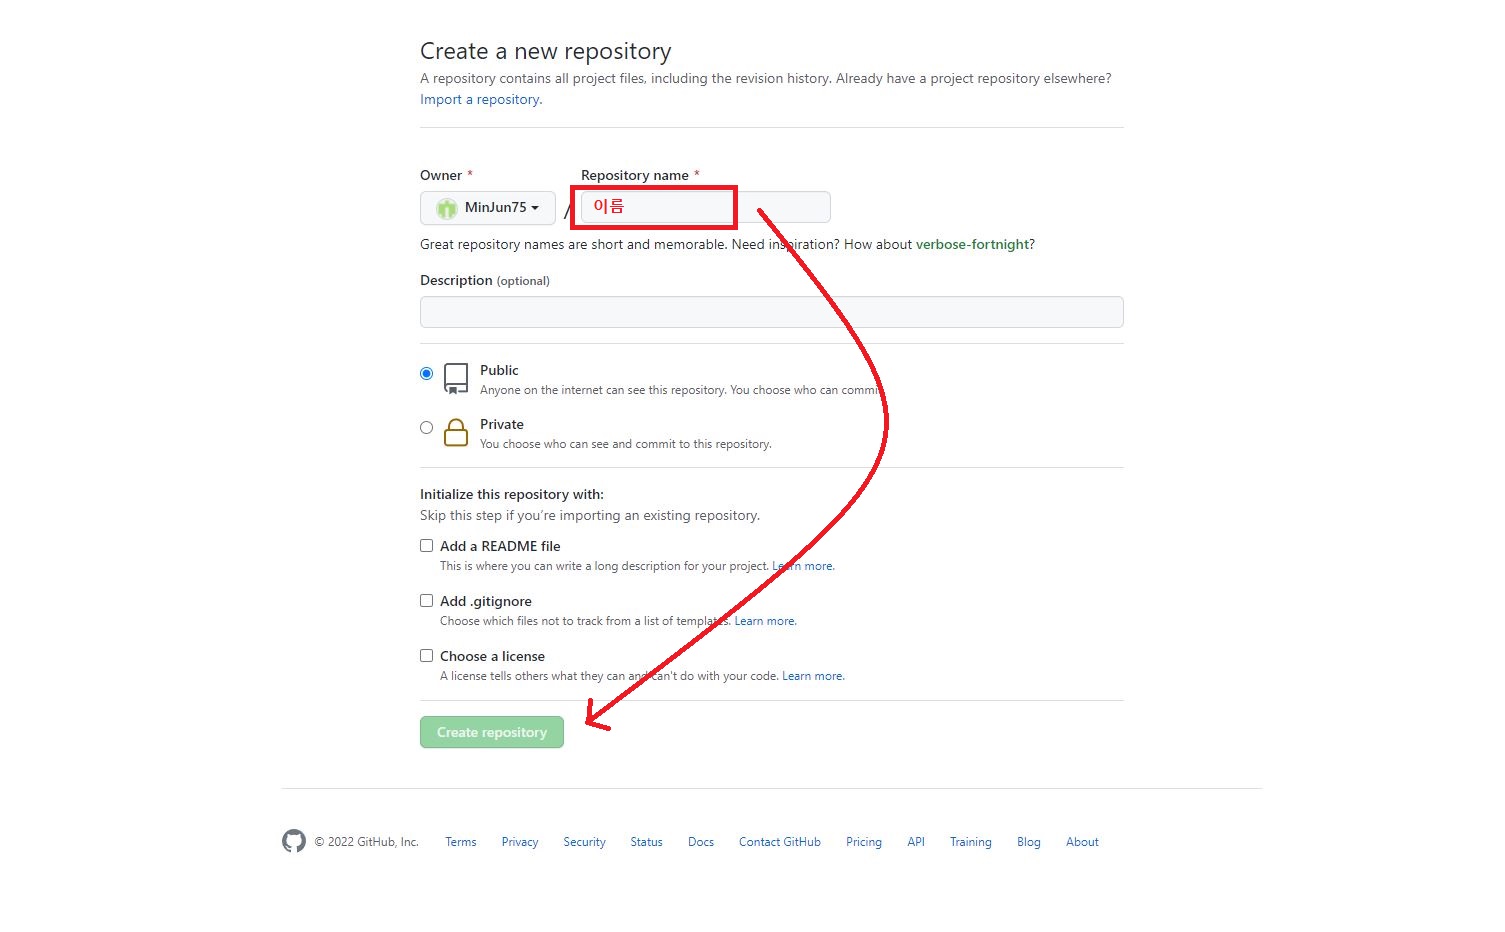 Create a new repository
A repository contains all project files, including the revision history. Already have a project repository elsewhere?
Import a repository.
Owner * Repository name *
MinJun75 / 이름
Great repository names are short and memorable. Need inspiration? How about verbose-fortnight?
Description (optional)
Public
Anyone on the internet can see this repository. You choose who can commit
Private
You choose who can see and commit to this repository.
Initialize this repository with:
Skip this step if you're importing an existing repository.
Add a README file
This is where you can write a long description for your project. Learn more.
Add .gitignore
Choose which files not to track from a list of templates. Learn more.
Choose a license
A license tells others what they can and can't do with your code. Learn more.
Create repository
© 2022 GitHub, Inc. Terms Privacy Security Status Docs Contact GitHub Pricing API Training Blog About